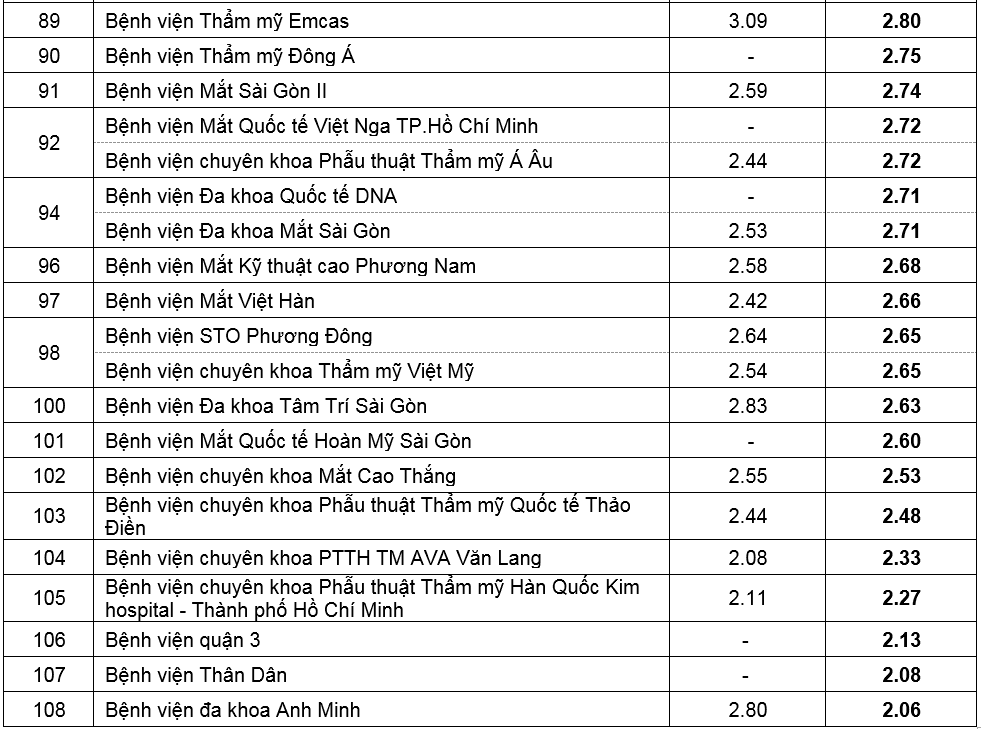 89 Bệnh viện Thẩm mỹ Emcas 3.09 2.80
90 Bệnh viện Thẩm mỹ Đông Á - 2.75
91 Bệnh viện Mắt Sài Gòn II 2.59 2.74
92 Bệnh viện Mắt Quốc tế Việt Nga TP.Hồ Chí Minh - 2.72
Bệnh viện chuyên khoa Phẫu thuật Thẩm mỹ Á Âu 2.44 2.72
94 Bệnh viện Đa khoa Quốc tế DNA - 2.71
Bệnh viện Đa khoa Mắt Sài Gòn 2.53 2.71
96 Bệnh viện Mắt Kỹ thuật cao Phương Nam 2.58 2.68
97 Bệnh viện Mắt Việt Hàn 2.42 2.66
98 Bệnh viện STO Phương Đông 2.64 2.65
Bệnh viện chuyên khoa Thẩm mỹ Việt Mỹ 2.54 2.65
100 Bệnh viện Đa khoa Tâm Trí Sài Gòn 2.83 2.63
101 Bệnh viện Mắt Quốc tế Hoàn Mỹ Sài Gòn - 2.60
102 Bệnh viện chuyên khoa Mắt Cao Thắng 2.55 2.53
103 Bệnh viện chuyên khoa Phẫu thuật Thẩm mỹ Quốc tế Thảo 2.44 2.48
Điền
104 Bệnh viện chuyên khoa PTTH TM AVA Văn Lang 2.08 2.33
105 Bệnh viện chuyên khoa Phẫu thuật Thẩm mỹ Hàn Quốc Kim 2.11 2.27
hospital - Thành phố Hồ Chí Minh
106 Bệnh viện quận 3 - 2.13
107 Bệnh viện Thân Dân - 2.08
108 Bệnh viện đa khoa Anh Minh 2.80 2.06